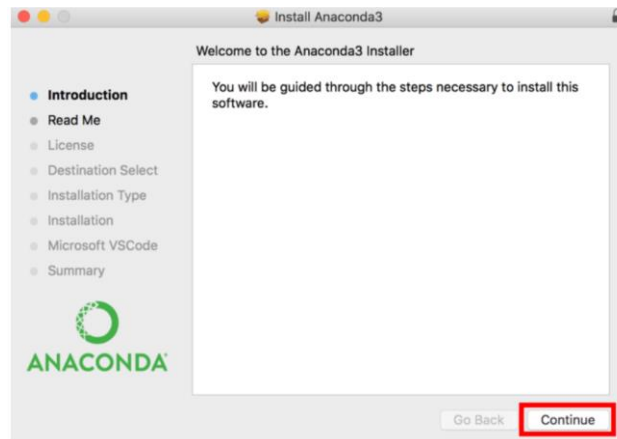 Install Anaconda3
Welcome to the Anaconda3 Installer
Introduction
Read Me
License
Destination Select
Installation Type
Installation
Microsoft VSCode
Summary
ANACONDA
You will be guided through the steps necessary to install this
software.
Go Back
Continue